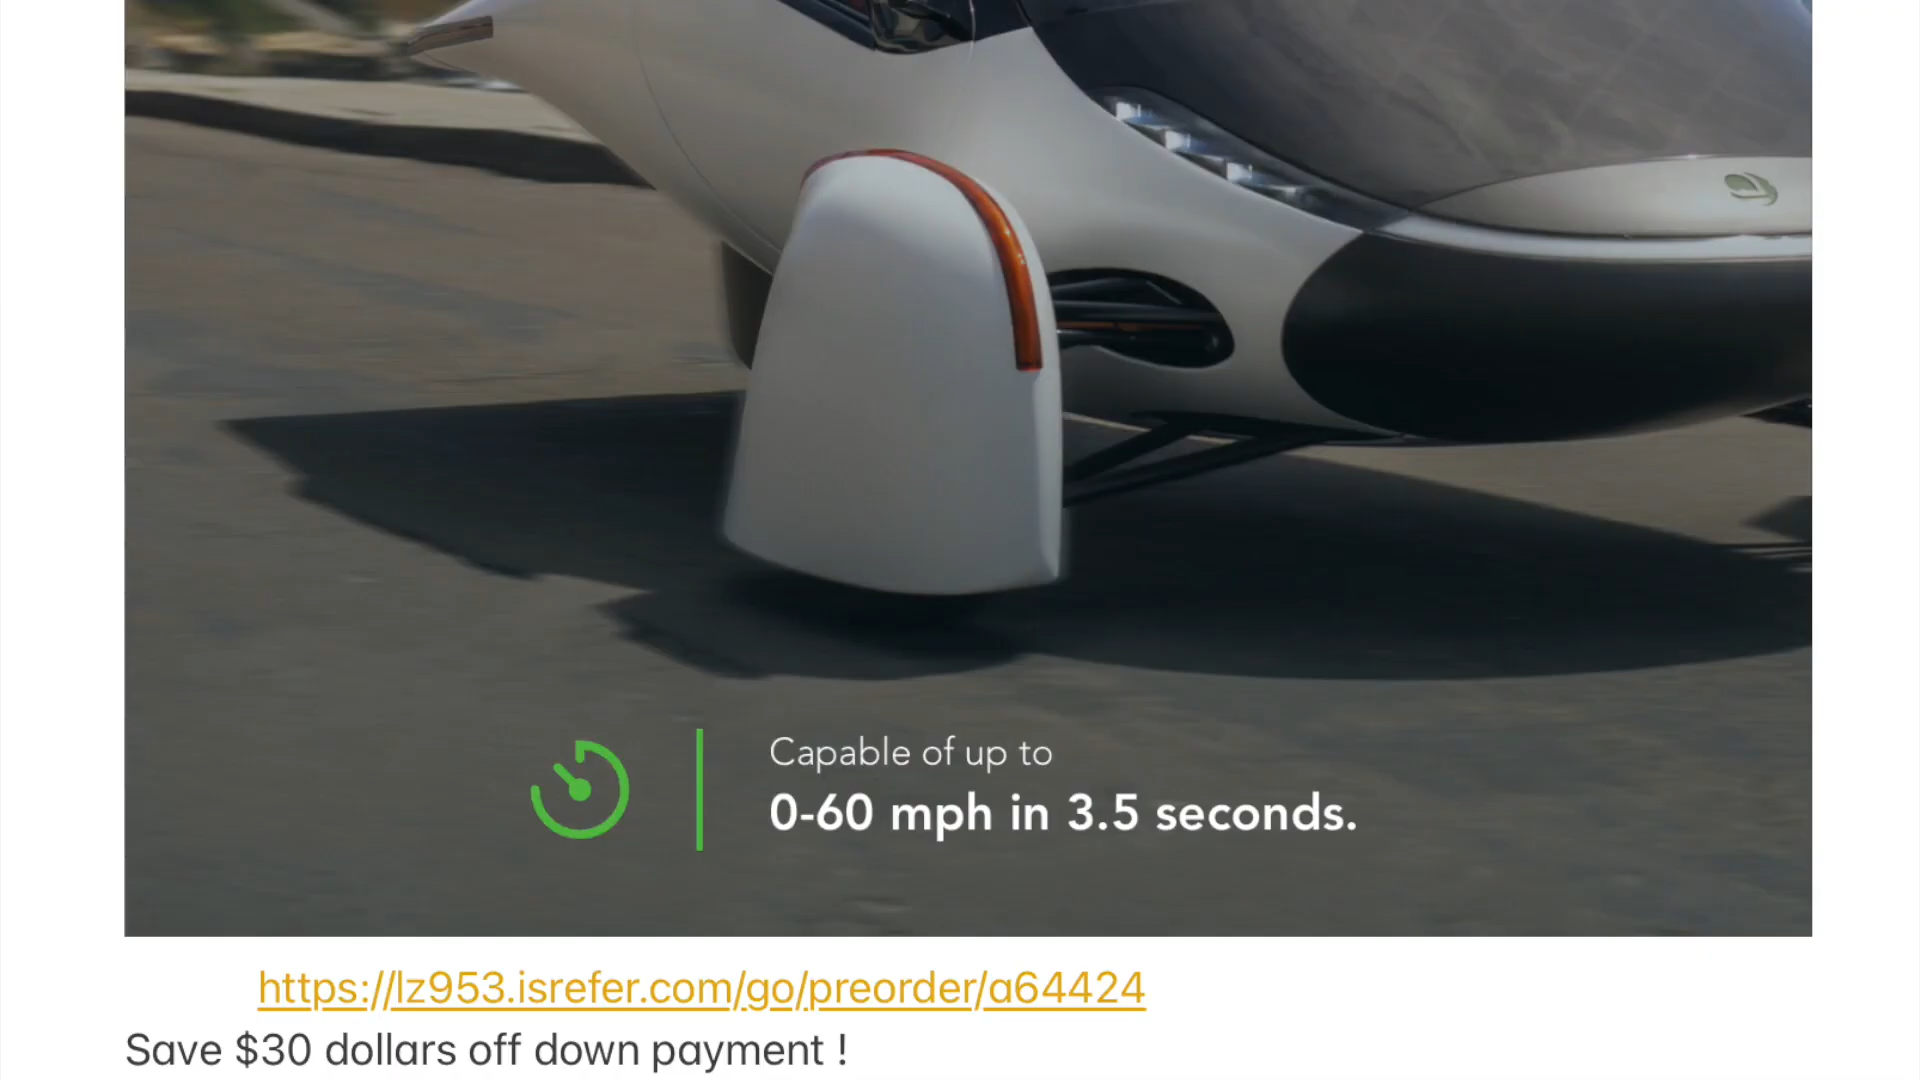 Capable of up to
0-60 mph in 3.5 seconds.
https://lz953.isrefer.com/go/preorder/a64424
Save $30 dollars off down payment !